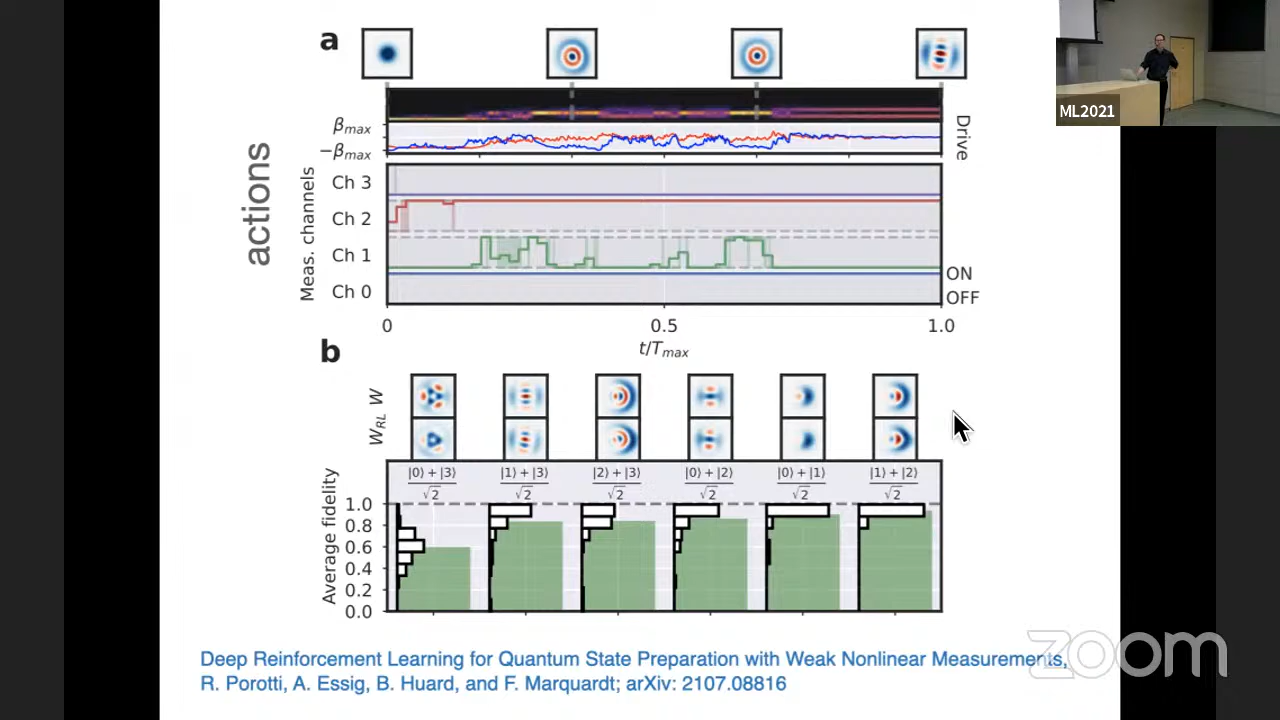 a
ML2021
actions
βmax
−βmax
Drive
Meas. channels
Ch 3
Ch 2
Ch 1
Ch 0
ON
OFF
0
0.5
1.0
t/Tmax
b
WRL W
|0⟩ + |3⟩
√2
|1⟩ + |3⟩
√2
|2⟩ + |3⟩
√2
|0⟩ + |2⟩
√2
|0⟩ + |1⟩
√2
|1⟩ + |2⟩
√2
Average fidelity
1.0
0.8
0.6
0.4
0.2
0.0
Deep Reinforcement Learning for Quantum State Preparation with Weak Nonlinear Measurements,
R. Porotti, A. Essig, B. Huard, and F. Marquardt; arXiv: 2107.08816
zoom